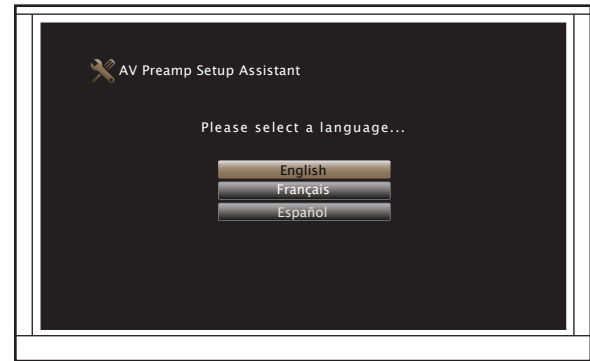 AV Preamp Setup Assistant
Please select a language...
English
Français
Español